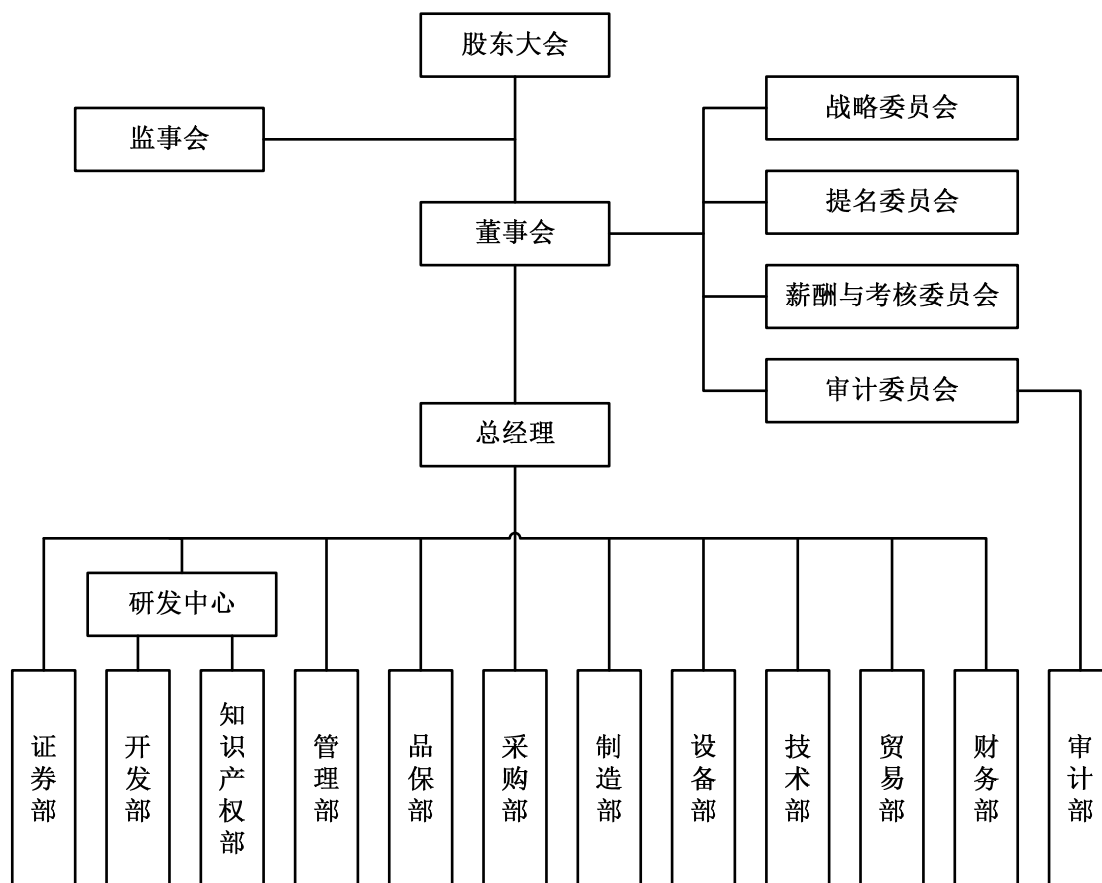 股东大会
监事会
战略委员会
提名委员会
董事会
薪酬与考核委员会
审计委员会
总经理
研发中心
证券部
开发部
知识产权部
管理部
品保部
采购部
制造部
设备部
技术部
贸易部
财务部
审计部